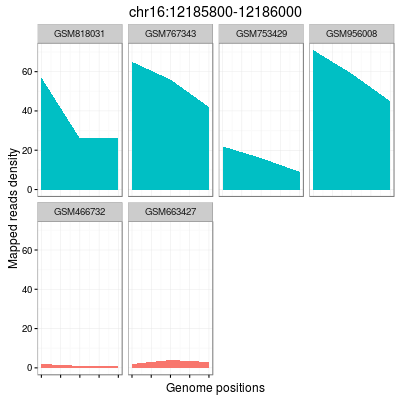 chr16:12185800-12186000
GSM818031 GSM767343 GSM753429 GSM956008
60
40
20
0
Mapped reads density
GSM466732 GSM663427
60
40
20
0
Genome positions